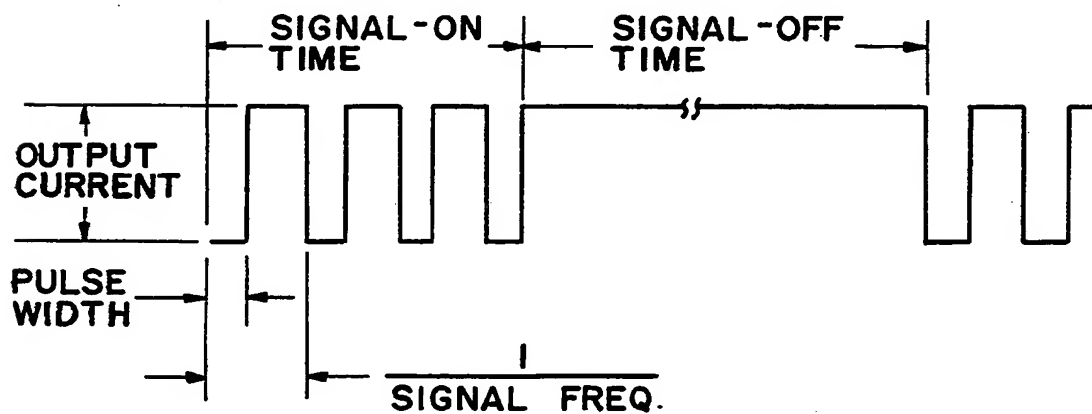 SIGNAL-ON
TIME
SIGNAL-OFF
TIME
OUTPUT
CURRENT
PULSE
WIDTH
1
SIGNAL FREQ.